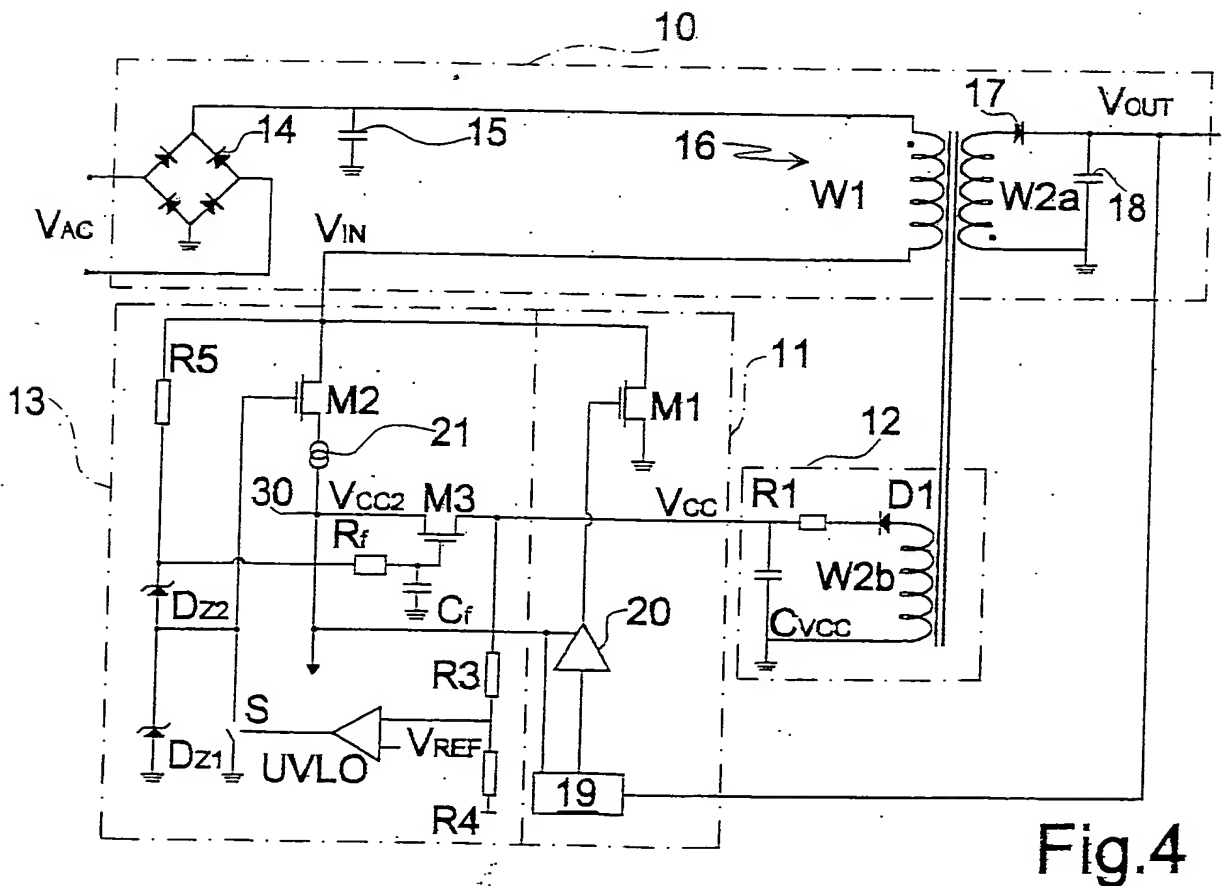 10
14
15
16
W1
17
VOUT
W2a
18
VAC
VIN
R5
M2
M1
11
13
21
12
30
VCC2
M3
VCC
R1
D1
Rf
W2b
DZ2
Cf
20
CVCC
R3
S
VREF
DZ1
UVLO
R4
19
Fig.4